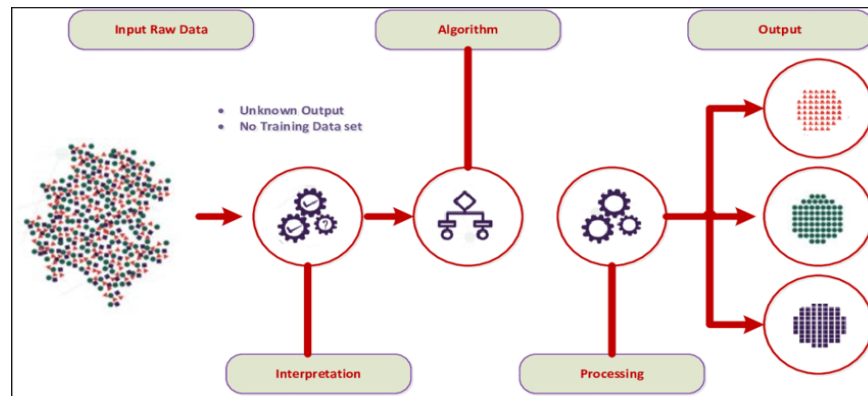 Input Raw Data
Algorithm
Output
• Unknown Output
• No Training Data set
?
Interpretation
Processing